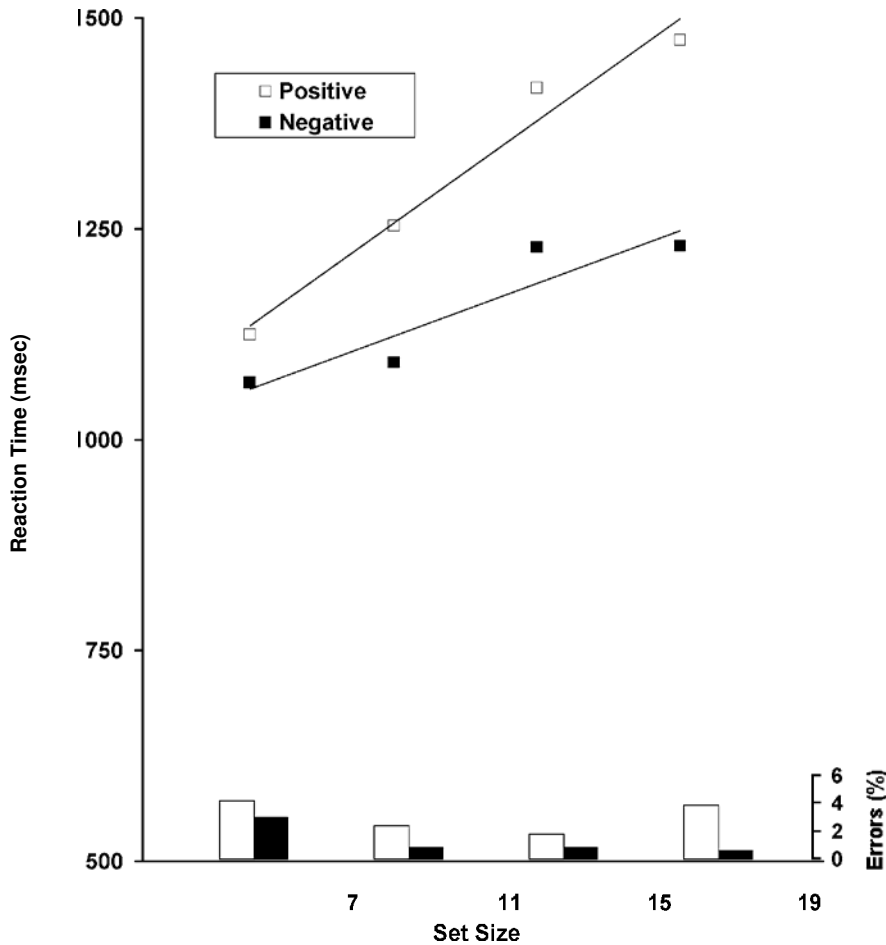 1500
Positive
Negative
1250
Reaction Time (msec)
1000
750
6
4
2
0
Errors (%)
500
7 11 15 19
Set Size